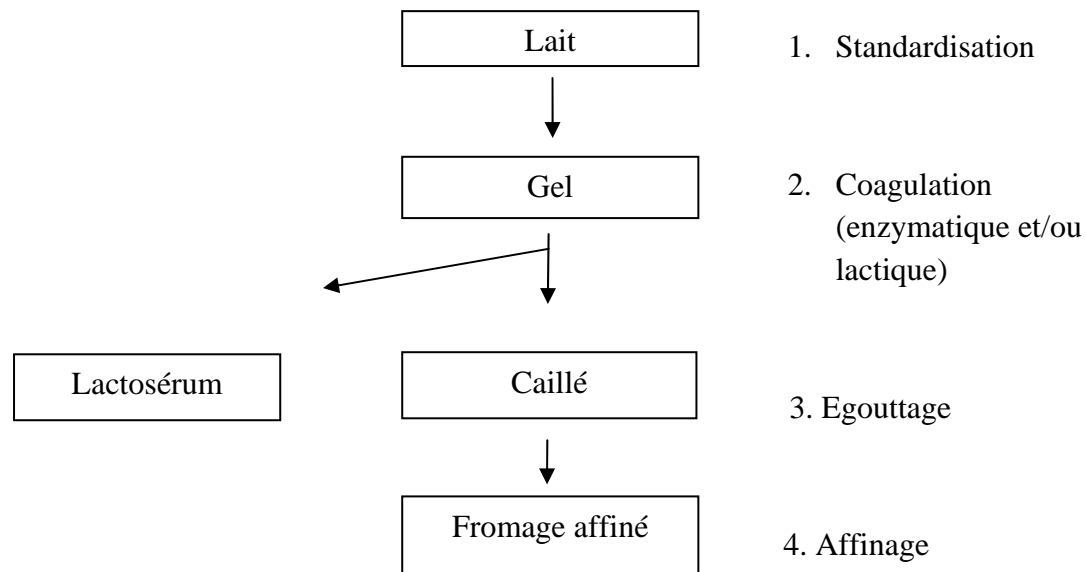 Lait
1. Standardisation
Gel
2. Coagulation
(enzymatique et/ou
lactique)
Lactosérum
Caillé
3. Egouttage
Fromage affiné
4. Affinage